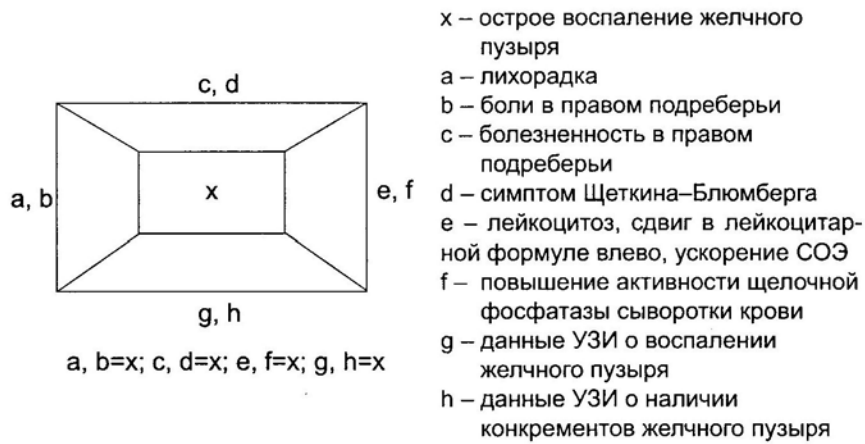 c, d
a, b
x
e, f
g, h
a, b=x; c, d=x; e, f=x; g, h=x
x – острое воспаление желчного
пузыря
a – лихорадка
b – боли в правом подреберьи
c – болезненность в правом
подреберьи
d – симптом Щеткина–Блюмберга
e – лейкоцитоз, сдвиг в лейкоцитар-
ной формуле влево, ускорение СОЭ
f – повышение активности щелочной
фосфатазы сыворотки крови
g – данные УЗИ о воспалении
желчного пузыря
h – данные УЗИ о наличии
конкрементов желчного пузыря